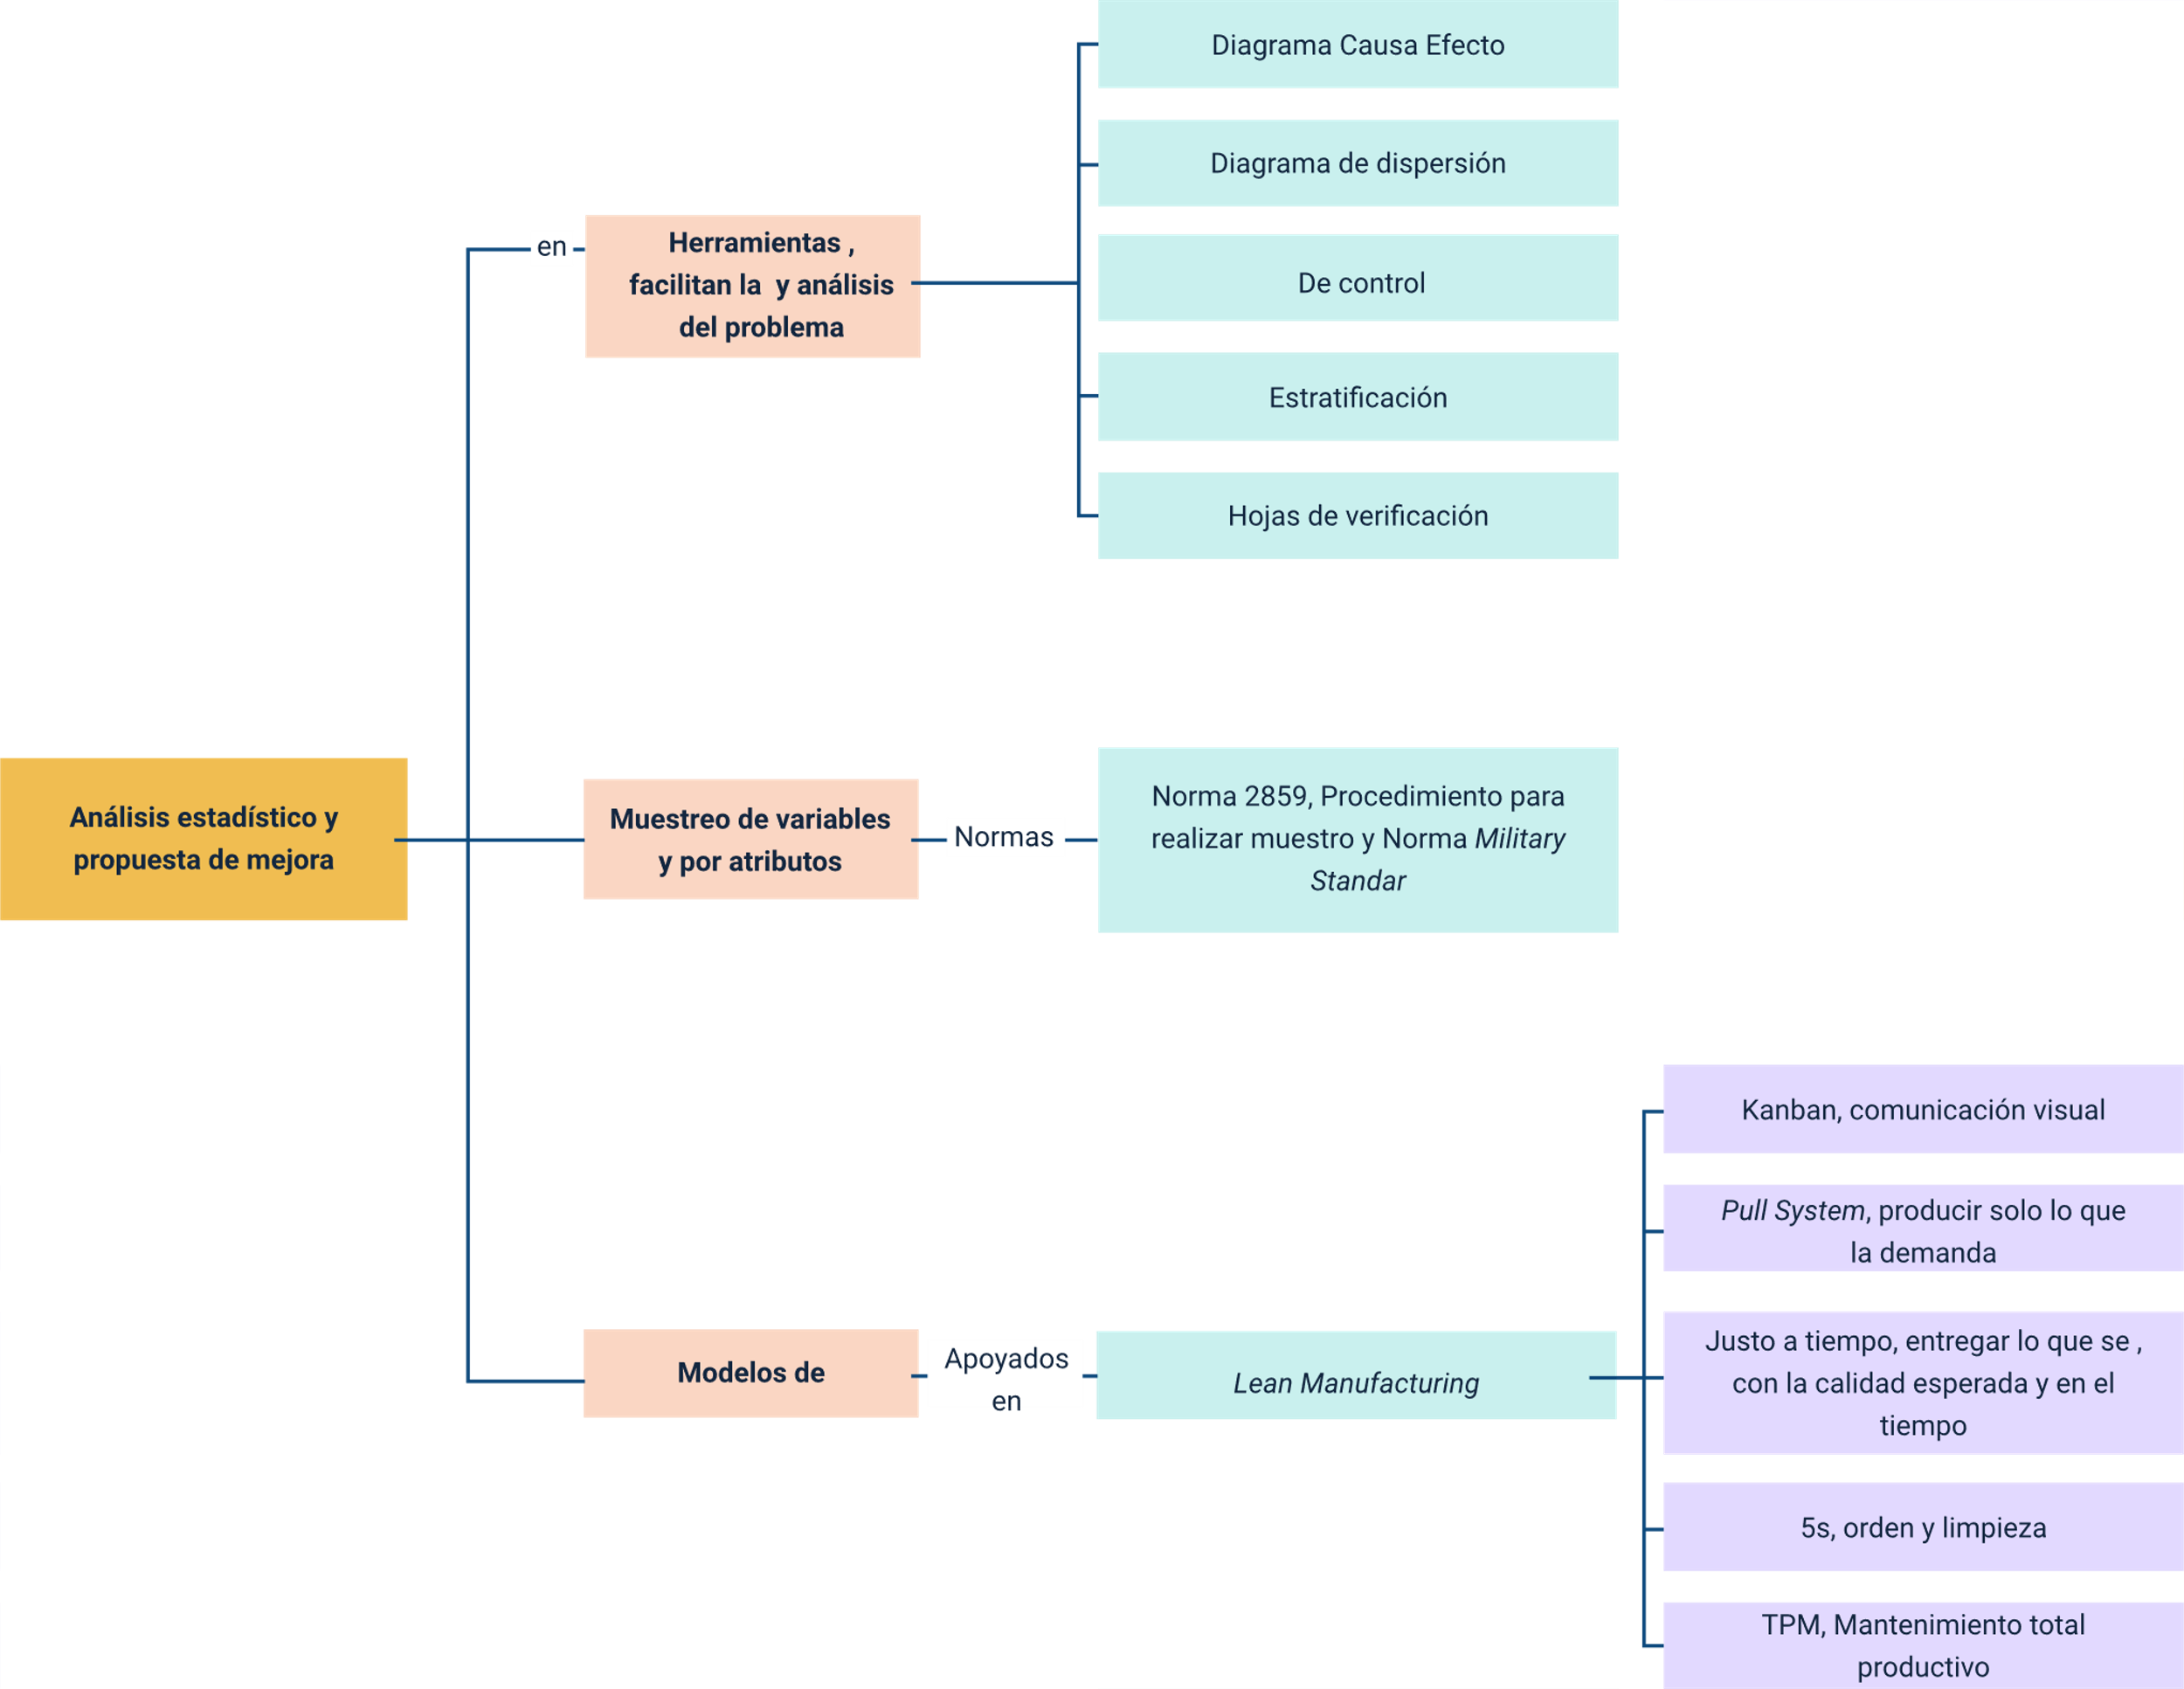 Diagrama Causa Efecto
Diagrama de dispersión
en
Herramientas ,
facilitan la y análisis
del problema
De control
Estratificación
Hojas de verificación
Análisis estadístico y
propuesta de mejora
Muestreo de variables
y por atributos
Normas
Norma 2859, Procedimiento para
realizar muestro y Norma Military
Standar
Modelos de
Apoyados
en
Lean Manufacturing
Kanban, comunicación visual
Pull System, producir solo lo que
la demanda
Justo a tiempo, entregar lo que se ,
con la calidad esperada y en el
tiempo
5s, orden y limpieza
TPM, Mantenimiento total
productivo